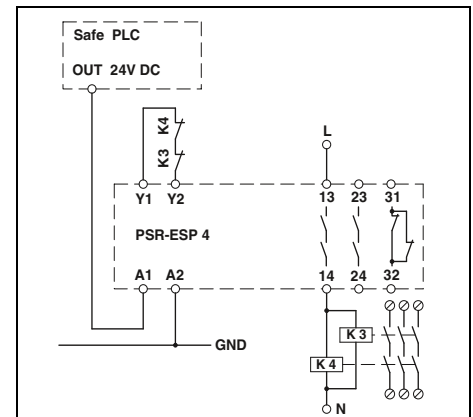 Safe PLC
OUT 24V DC
K4
K3
L
Y1 Y2 13 23 31
PSR-ESP 4
A1 A2 14 24 32
K 3
GND
K 4
N